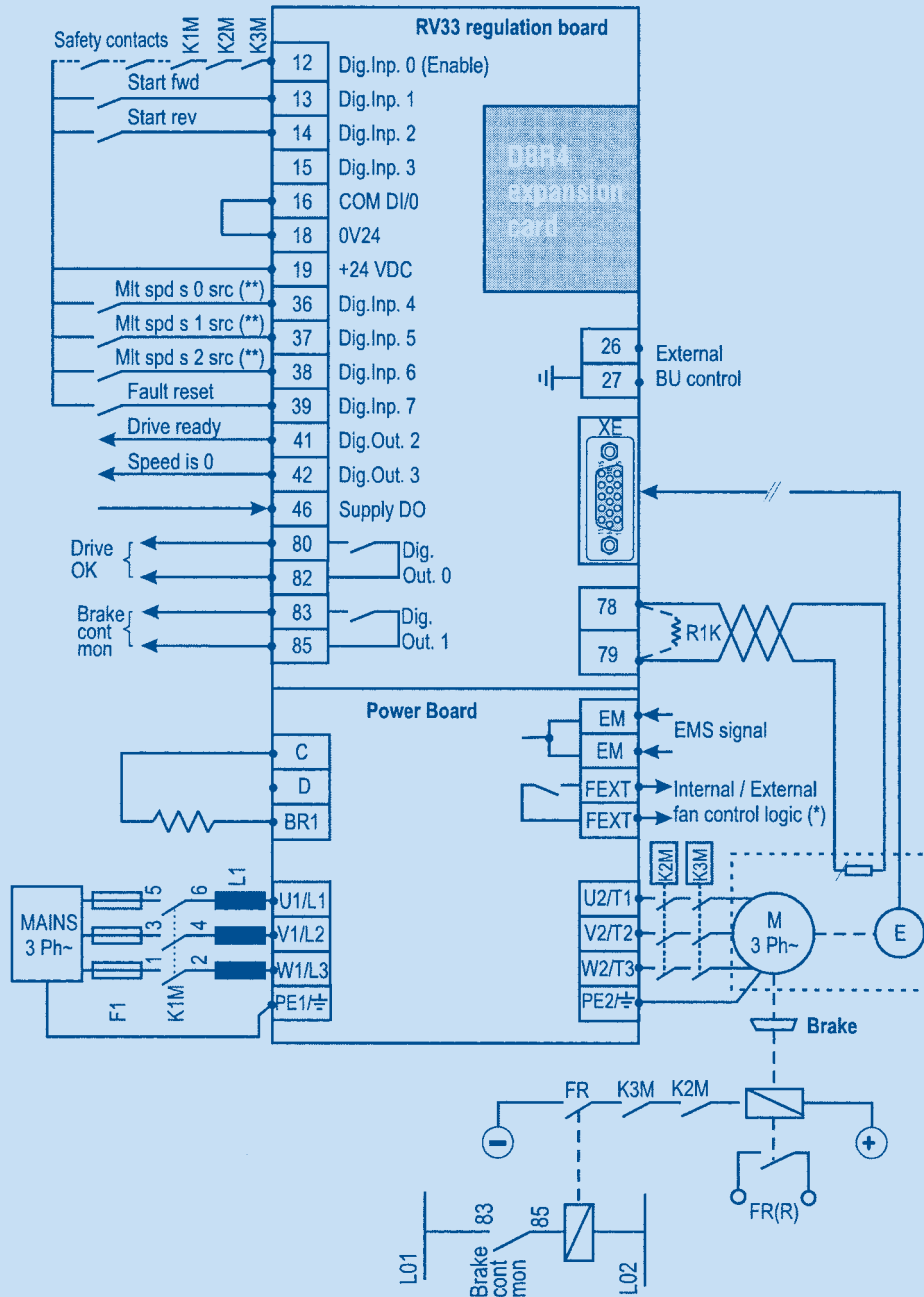 RV33 regulation board
Safety contacts
K1M
K2M
K3M
12 Dig.Inp. 0 (Enable)
Start fwd
13 Dig.Inp. 1
Start rev
14 Dig.Inp. 2
15 Dig.Inp. 3
16 COM DI/0
18 0V24
19 +24 VDC
Mlt spd s 0 src (**)
36 Dig.Inp. 4
Mlt spd s 1 src (**)
37 Dig.Inp. 5
Mlt spd s 2 src (**)
38 Dig.Inp. 6
Fault reset
39 Dig.Inp. 7
Drive ready
41 Dig.Out. 2
Speed is 0
42 Dig.Out. 3
46 Supply DO
Drive
OK
80
82
Dig.
Out. 0
Brake
cont
mon
83
85
Dig.
Out. 1
D8R4
expansion
card
26
27
External
BU control
XE
78
79
R1K
Power Board
C
D
BR1
EM
EM
EMS signal
FEXT
FEXT
Internal / External
fan control logic (*)
MAINS
3 Ph~
5
3
1
6
4
2
L1
F1
K1M
U1/L1
V1/L2
W1/L3
PE1/
U2/T1
V2/T2
W2/T3
PE2/
K2M
K3M
M
3 Ph~
E
Brake
FR
K3M
K2M
-
+
FR(R)
L01
83
85
Brake
cont
mon
L02